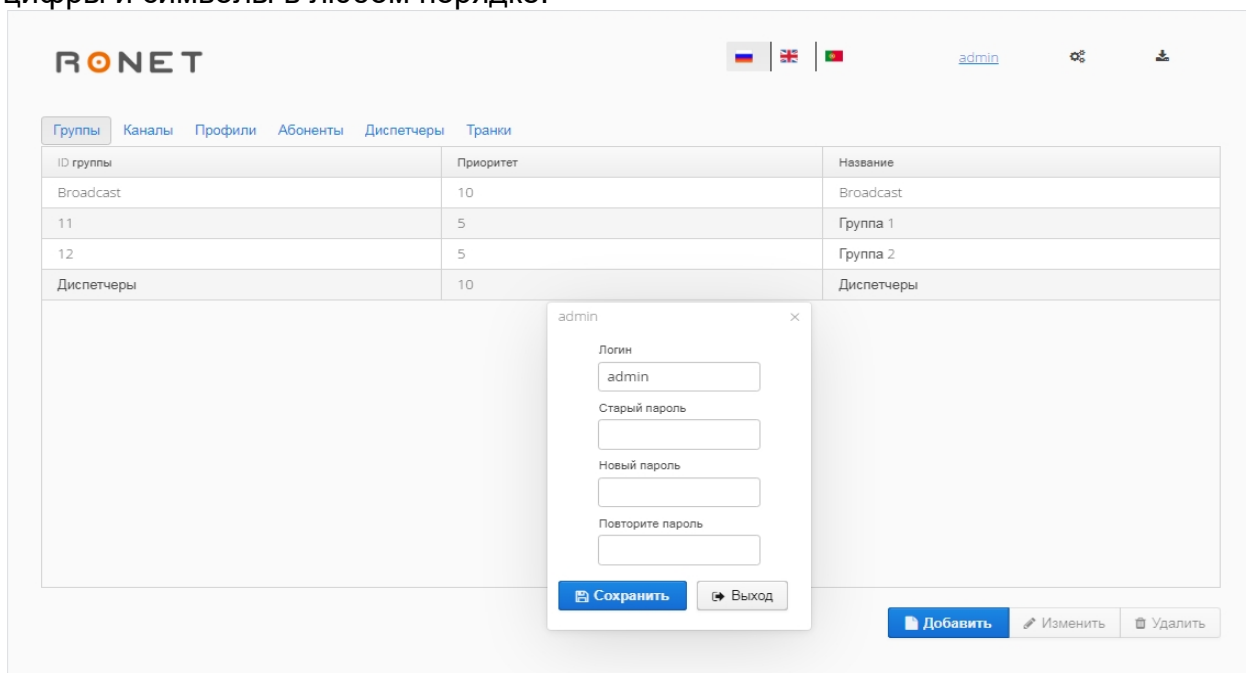 цифры и символы в любом порядке.
RONET
admin
Группы Каналы Профили Абоненты Диспетчеры Транки
ID группы Приоритет Название
Broadcast 10 Broadcast
11 5 Группа 1
12 5 Группа 2
Диспетчеры 10 Диспетчеры
admin ×
Логин
admin
Старый пароль
Новый пароль
Повторите пароль
Сохранить Выход
Добавить Изменить Удалить